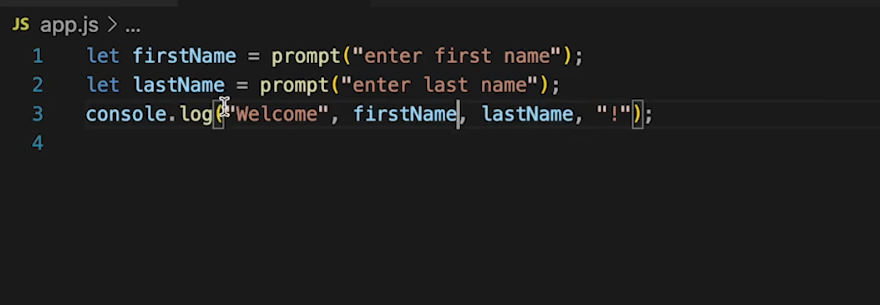 JS app.js > ...
1 let firstName = prompt("enter first name");
2 let lastName = prompt("enter last name");
3 console.log("Welcome", firstName, lastName, "!");
4